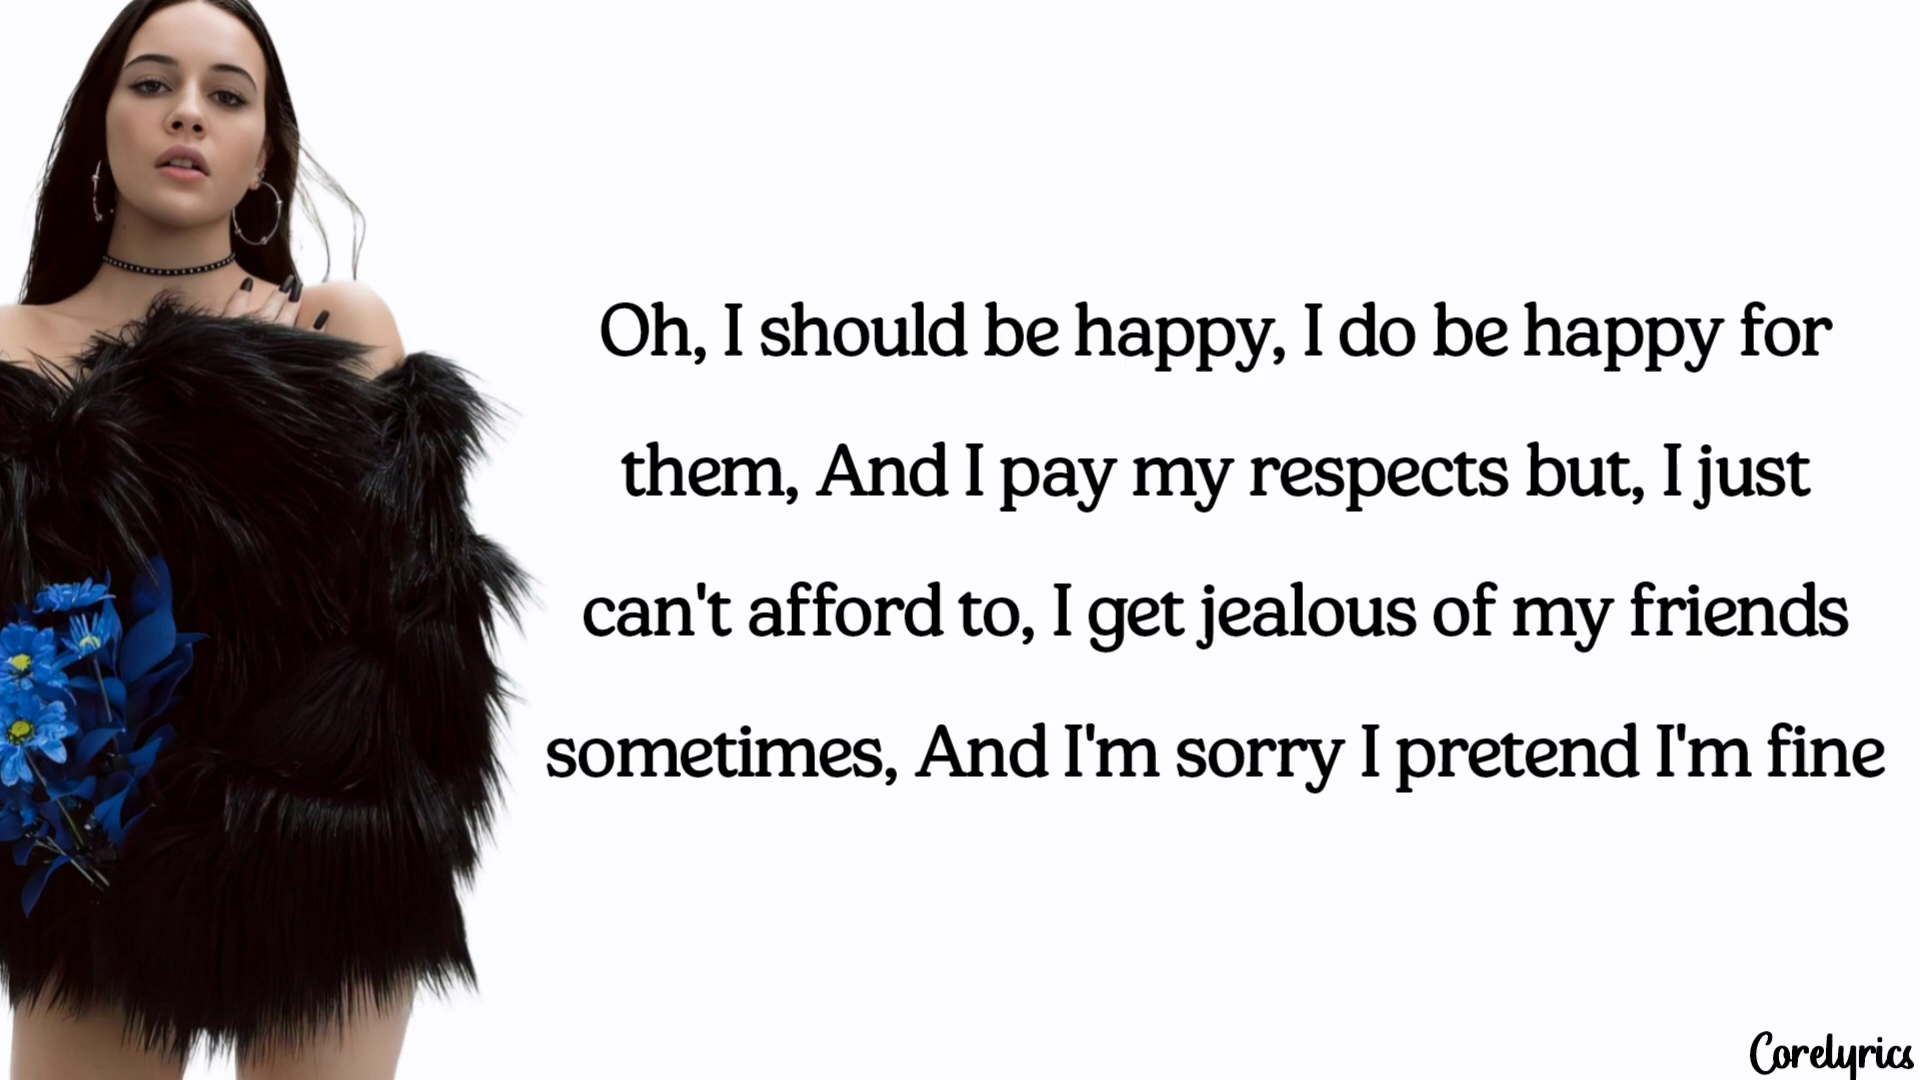 Oh, I should be happy, I do be happy for
them, And I pay my respects but, I just
can't afford to, I get jealous of my friends
sometimes, And I'm sorry I pretend I'm fine
Corelyrics